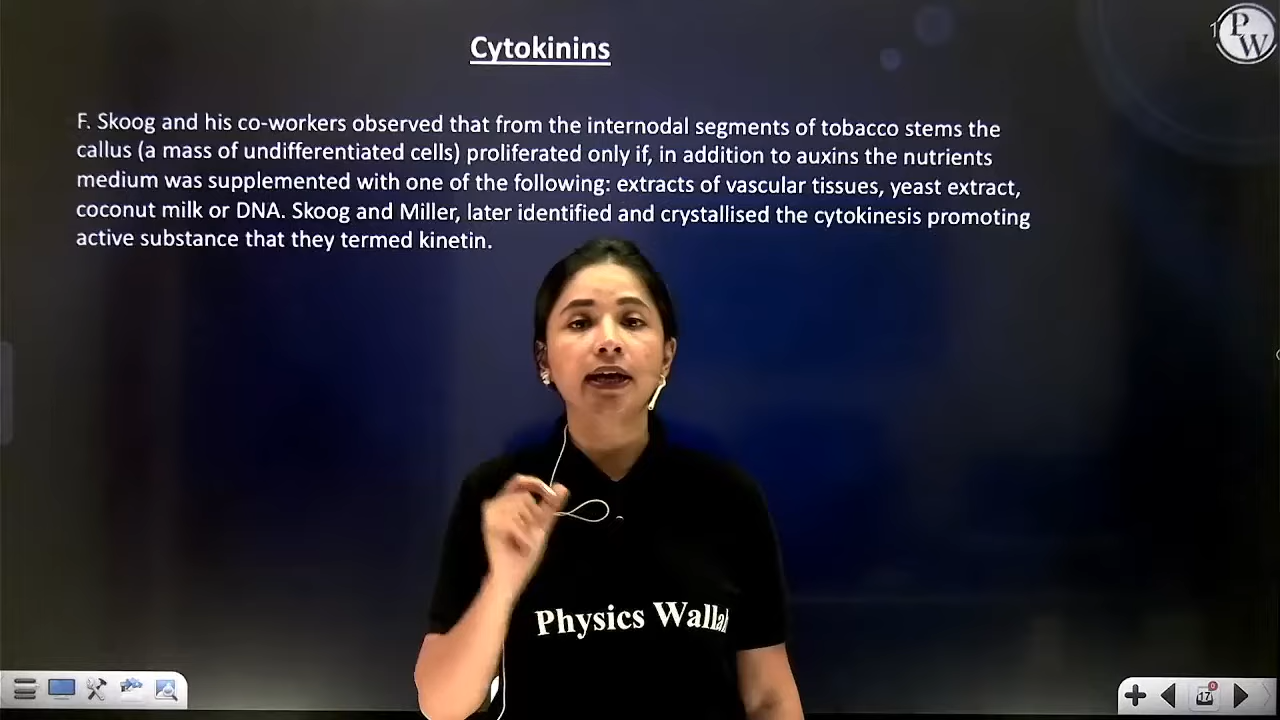 Cytokinins
PW
F. Skoog and his co-workers observed that from the internodal segments of tobacco stems the
callus (a mass of undifferentiated cells) proliferated only if, in addition to auxins the nutrients
medium was supplemented with one of the following: extracts of vascular tissues, yeast extract,
coconut milk or DNA. Skoog and Miller, later identified and crystallised the cytokinesis promoting
active substance that they termed kinetin.
Physics Wallah
17